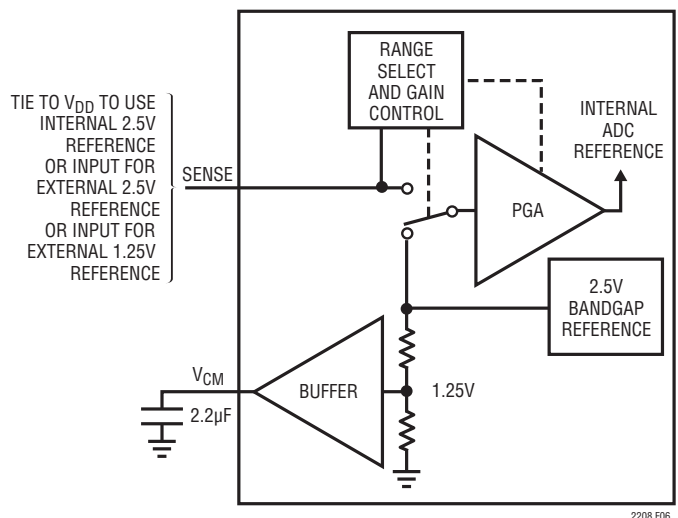 RANGE
SELECT
AND GAIN
CONTROL
TIE TO VDD TO USE
INTERNAL 2.5V
REFERENCE
OR INPUT FOR
EXTERNAL 2.5V
REFERENCE
OR INPUT FOR
EXTERNAL 1.25V
REFERENCE
SENSE
INTERNAL
ADC
REFERENCE
PGA
2.5V
BANDGAP
REFERENCE
VCM
BUFFER
1.25V
2.2µF
2208 F06